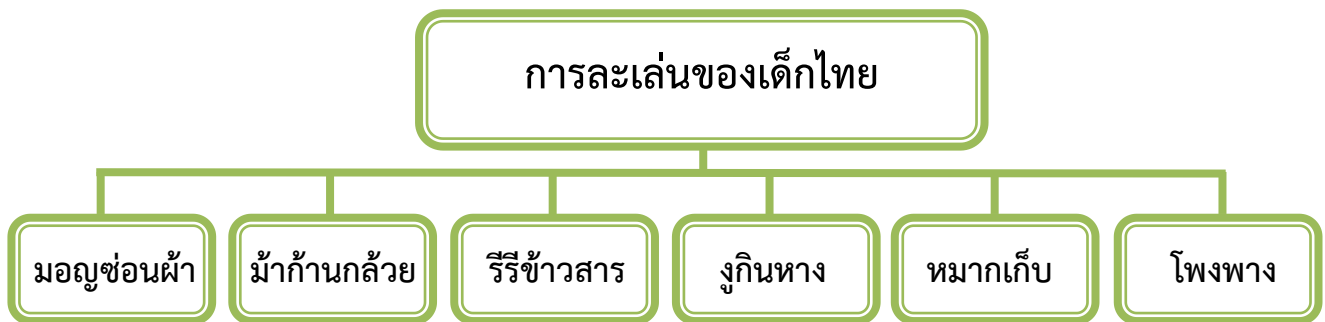 การละเล่นของเด็กไทย
มอญซ่อนผ้า
ม้าก้านกล้วย
รีรีข้าวสาร
งูกินหาง
หมากเก็บ
โพงพาง